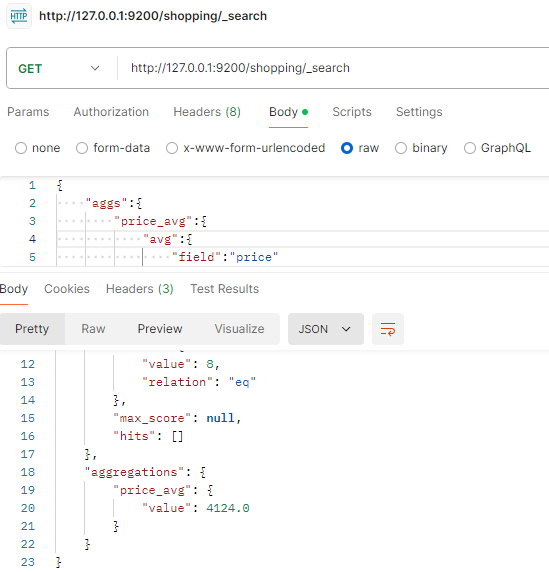 HTTP http://127.0.0.1:9200/shopping/_search
GET http://127.0.0.1:9200/shopping/_search
Params Authorization Headers (8) Body Scripts Settings
none form-data x-www-form-urlencoded raw binary GraphQL
1 {
2 "aggs":{
3 "price_avg":{
4 "avg":{
5 "field":"price"
Body Cookies Headers (3) Test Results
Pretty Raw Preview Visualize JSON
12 "value": 8,
13 "relation": "eq"
14 },
15 "max_score": null,
16 "hits": []
17 },
18 "aggregations": {
19 "price_avg": {
20 "value": 4124.0
21 }
22 }
23 }